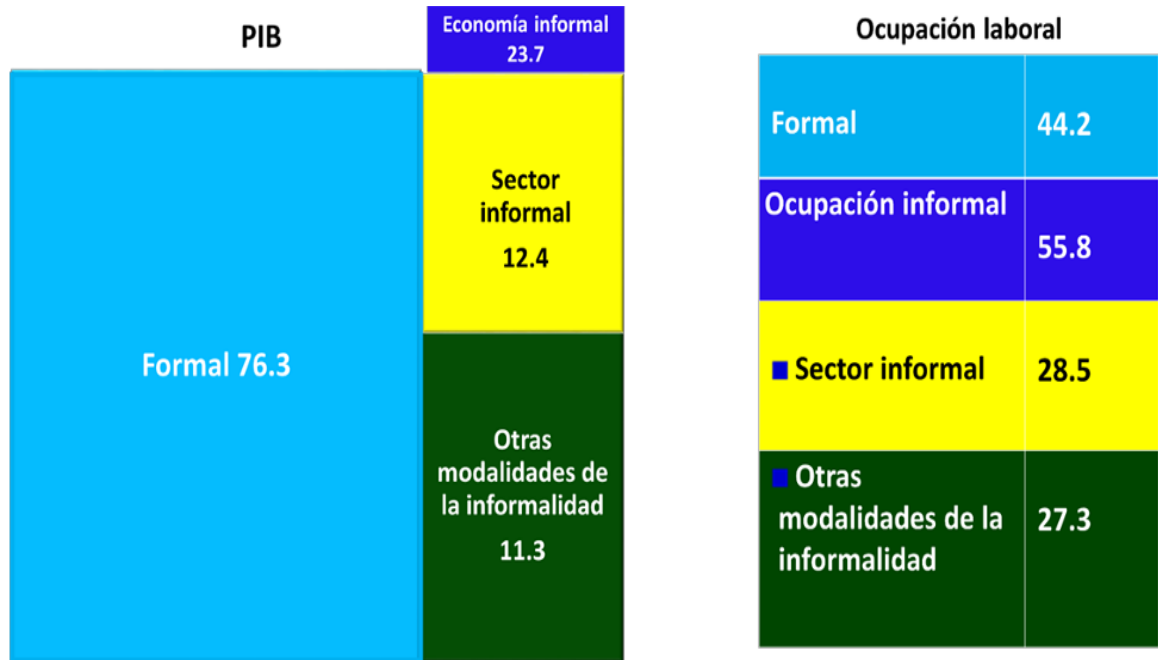 PIB
Economía informal
23.7
Formal 76.3
Sector
informal
12.4
Otras
modalidades de
la informalidad
11.3
Ocupación laboral
Formal 44.2
Ocupación informal
55.8
Sector informal 28.5
Otras
modalidades de la 27.3
informalidad